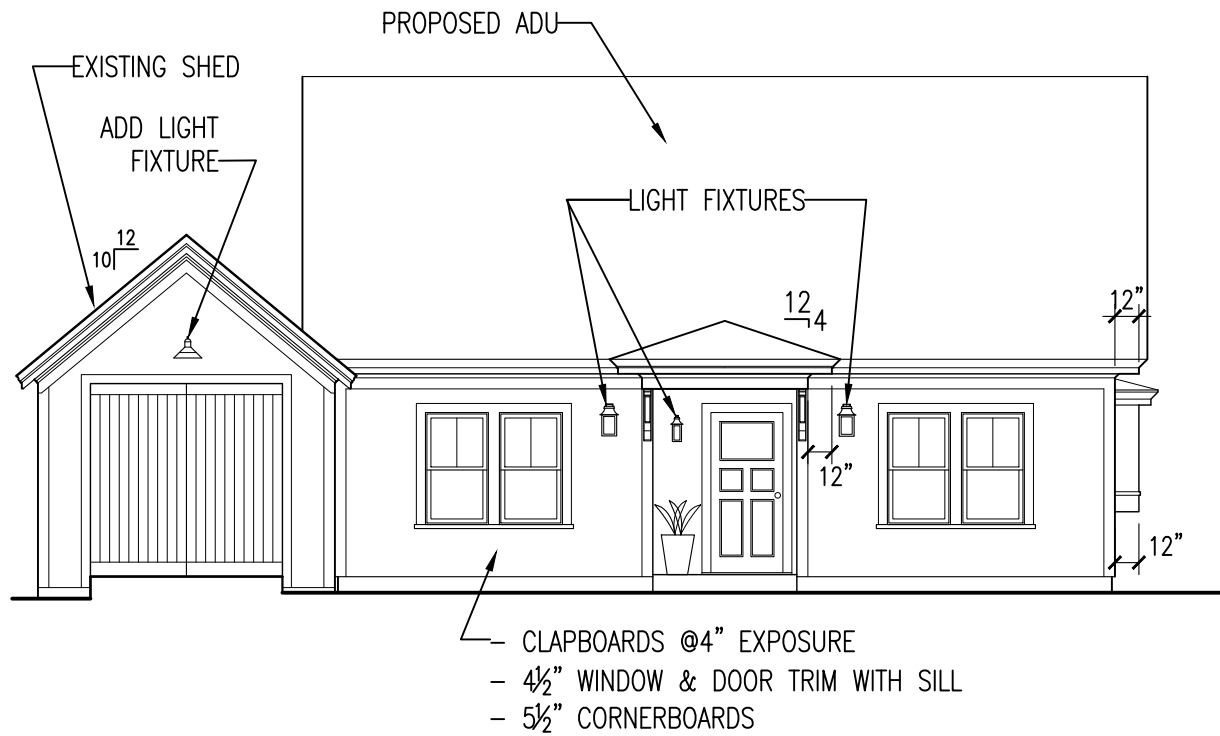 PROPOSED ADU
EXISTING SHED
ADD LIGHT
FIXTURE
LIGHT FIXTURES
12
10
12
4
12"
12"
12"
- CLAPBOARDS @4" EXPOSURE
- 4½" WINDOW & DOOR TRIM WITH SILL
- 5½" CORNERBOARDS